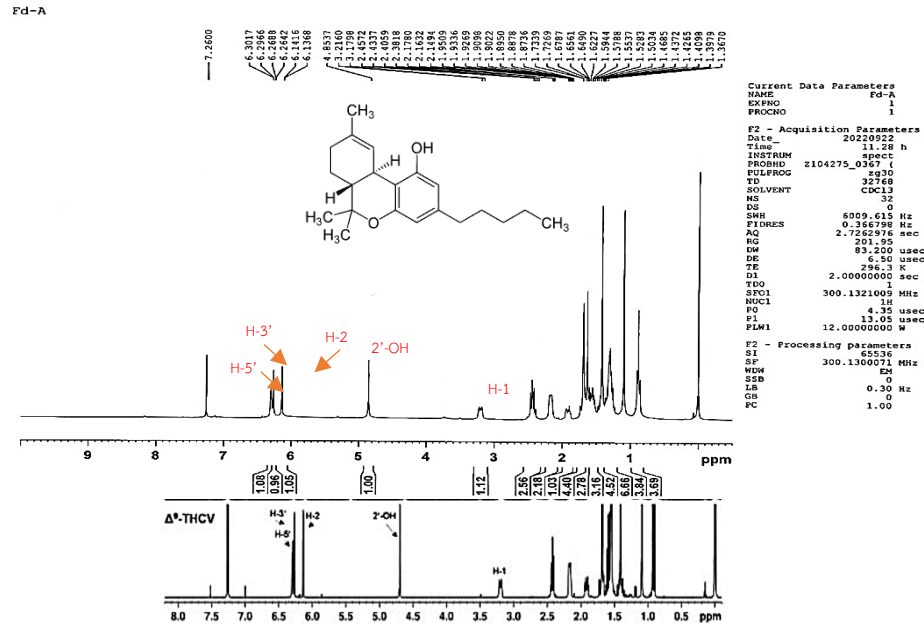 Fd-A
7.2600
6.3017
6.2966
6.2688
6.2642
6.1416
6.1368
4.8537
3.2160
3.1798
2.4572
2.4337
2.4059
2.3818
2.1780
2.1632
2.1494
1.9509
1.9336
1.9269
1.9098
1.9022
1.8950
1.8878
1.8736
1.7339
1.7269
1.6787
1.6561
1.6490
1.6227
1.5944
1.5788
1.5537
1.5283
1.5034
1.4685
1.4372
1.4265
1.4098
1.3979
1.3670
Current Data Parameters
NAME Fd-A
EXPNO 1
PROCNO 1
F2 - Acquisition Parameters
Date_ 20220922
Time 11.28 h
INSTRUM spect
PROBHD Z104275_0367 (
PULPROG zg30
TD 32768
SOLVENT CDCl3
NS 32
DS 0
SWH 6009.615 Hz
FIDRES 0.366798 Hz
AQ 2.7262976 sec
RG 201.95
DW 83.200 usec
DE 6.50 usec
TE 296.3 K
D1 2.00000000 sec
TD0 1
SFO1 300.1321009 MHz
NUC1 1H
P0 4.35 usec
P1 13.05 usec
PLW1 12.00000000 W
F2 - Processing parameters
SI 65536
SF 300.1300071 MHz
WDW EM
SSB 0
LB 0.30 Hz
GB 0
PC 1.00
CH3
OH
H
H
H3C
CH3
O
CH3
H-3’
H-2
2’-OH
H-5’
H-1
9 8 7 6 5 4 3 2 1 ppm
1.08 0.96 1.05 1.00 1.12 2.56 2.18 1.03 4.40 2.78 3.16 4.52 6.66 3.84 3.69
Δ⁹-THCV
H-3'
H-2
2'-OH
H-5'
H-1
8.0 7.5 7.0 6.5 6.0 5.5 5.0 4.5 4.0 3.5 3.0 2.5 2.0 1.5 1.0 0.5 ppm